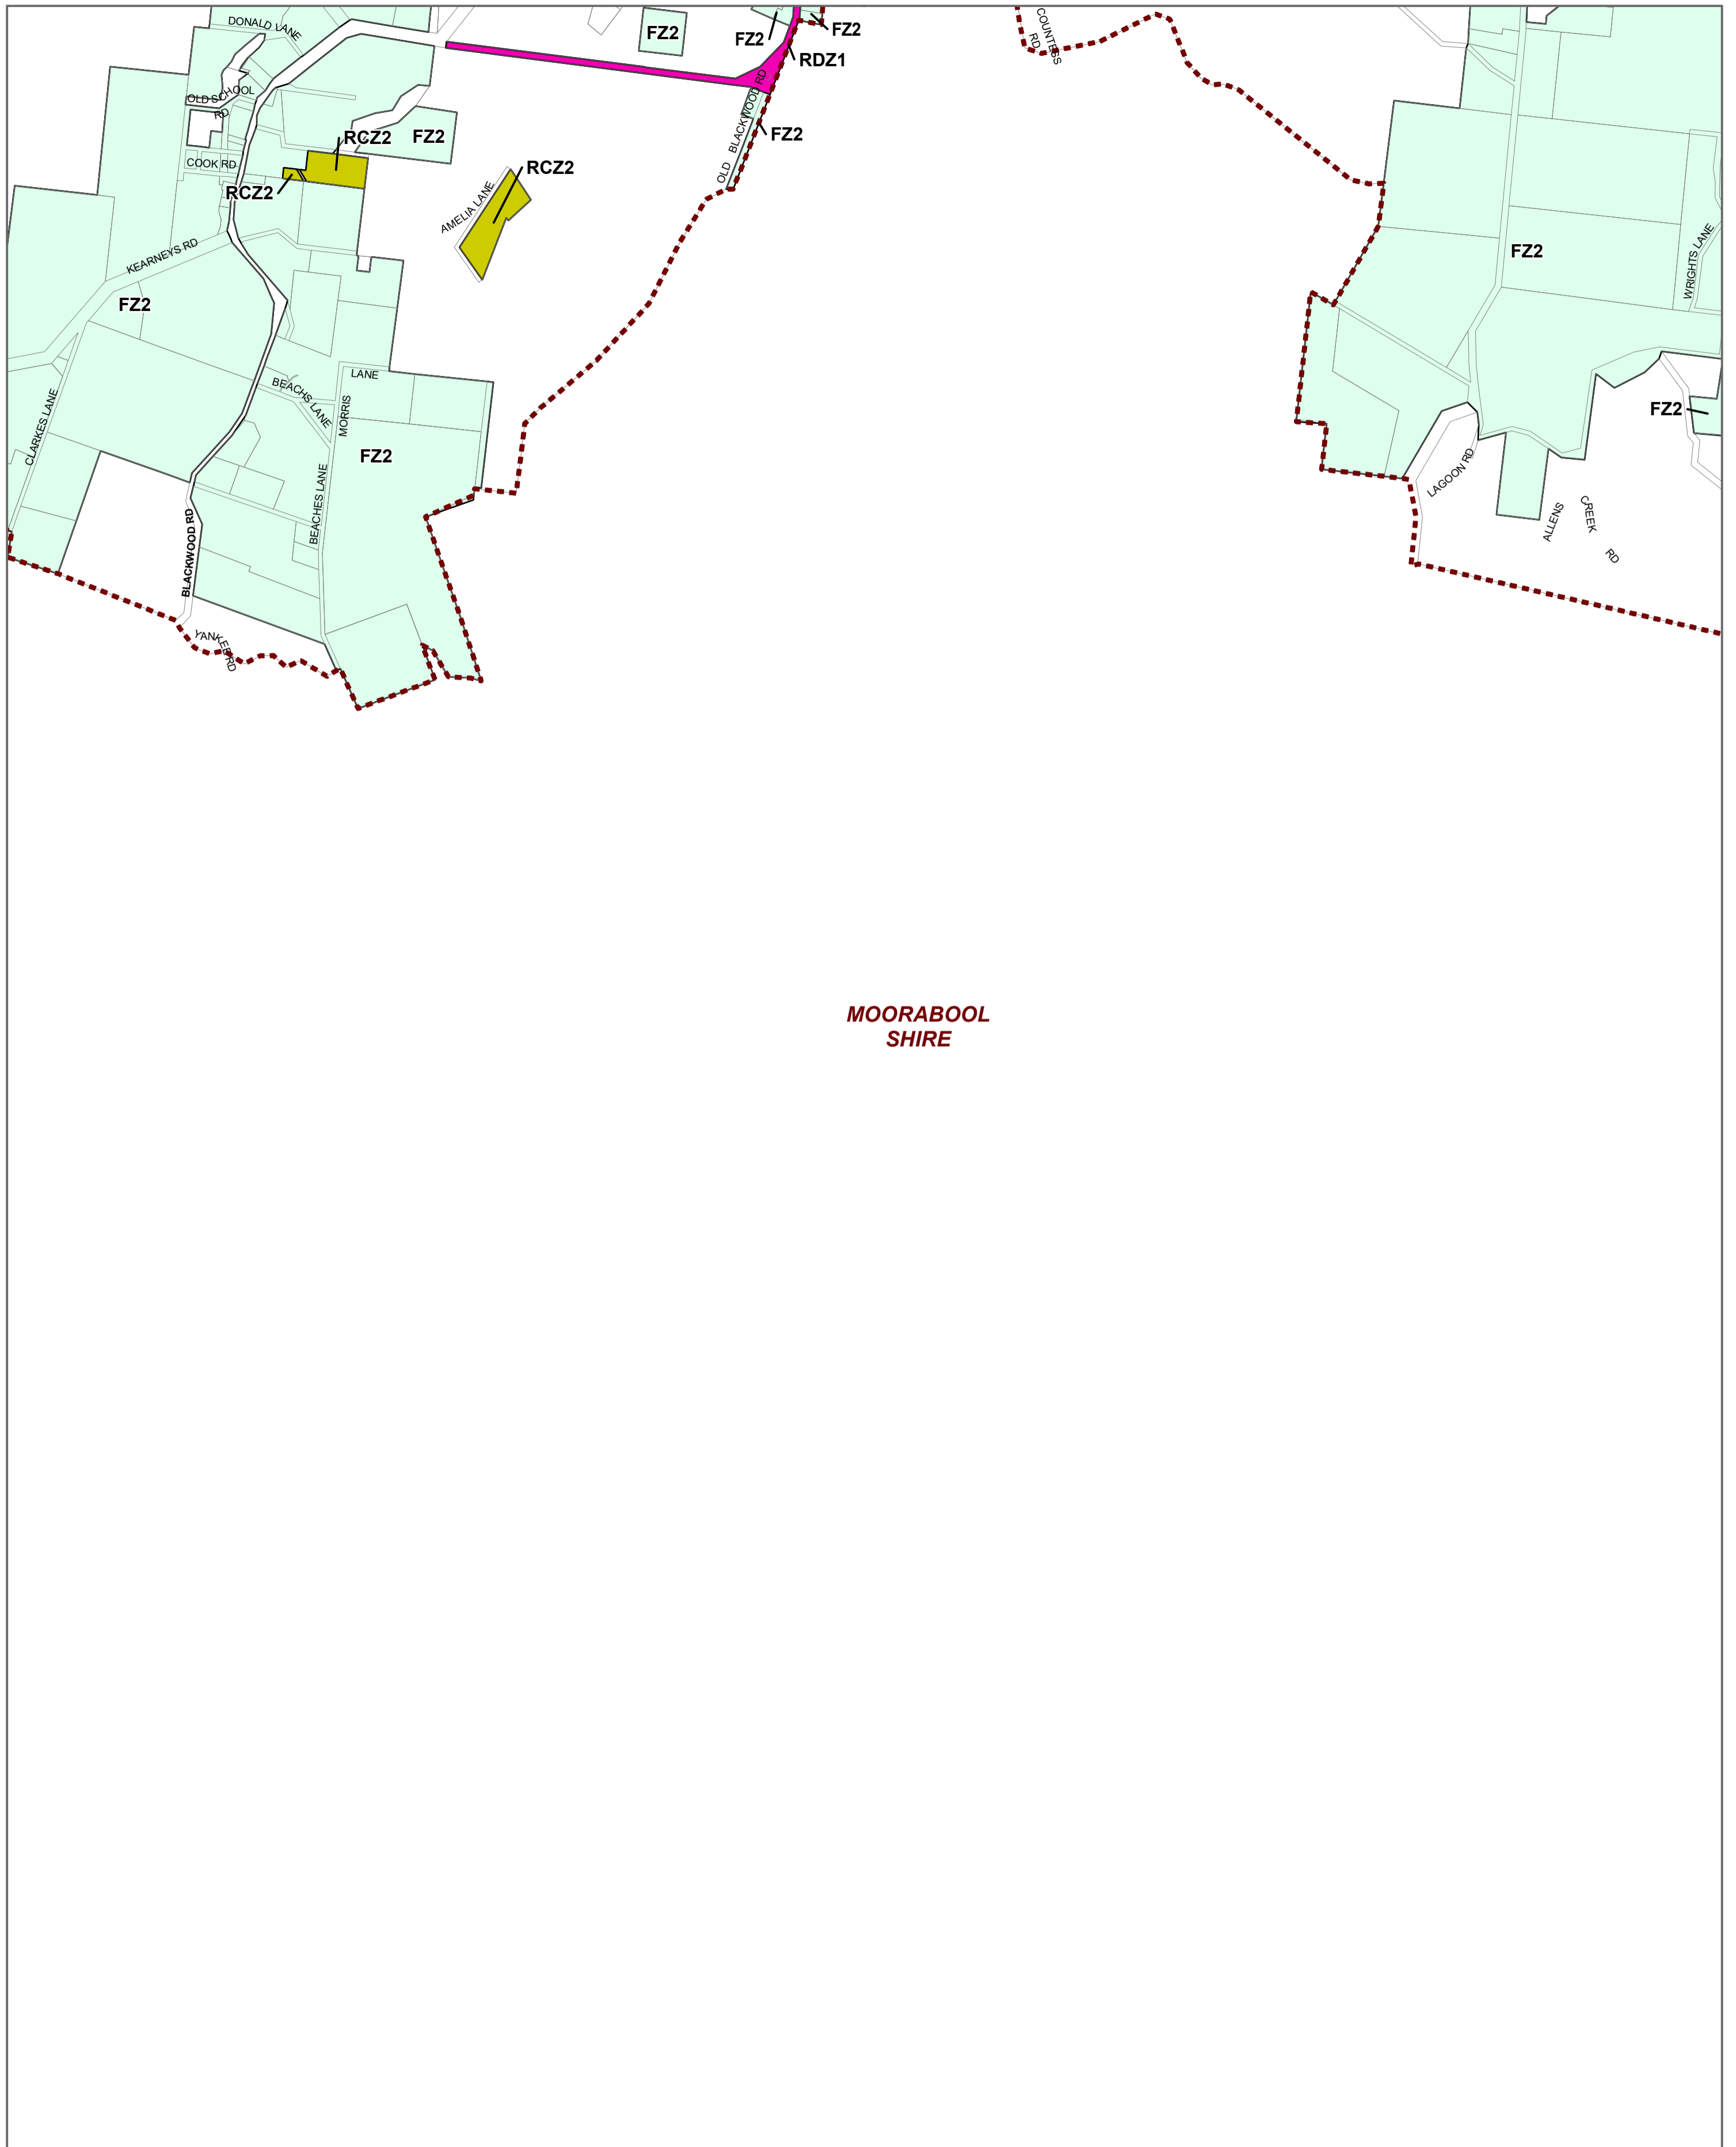 DONALD LANE
FZ2
FZ2
FZ2
RDZ1
COUNTESS
RD
OLD SCHOOL
RD
RCZ2
FZ2
OLD BLACKWOOD RD
FZ2
COOK RD
RCZ2
RCZ2
AMELIA LANE
KEARNEYS RD
FZ2
FZ2
WRIGHTS LANE
BEACHS LANE
MORRIS
LANE
CLARKES LANE
FZ2
FZ2
BEACHES LANE
LAGOON RD
BLACKWOOD RD
ALLENS
CREEK
RD
YANKEE RD
MOORABOOL
SHIRE